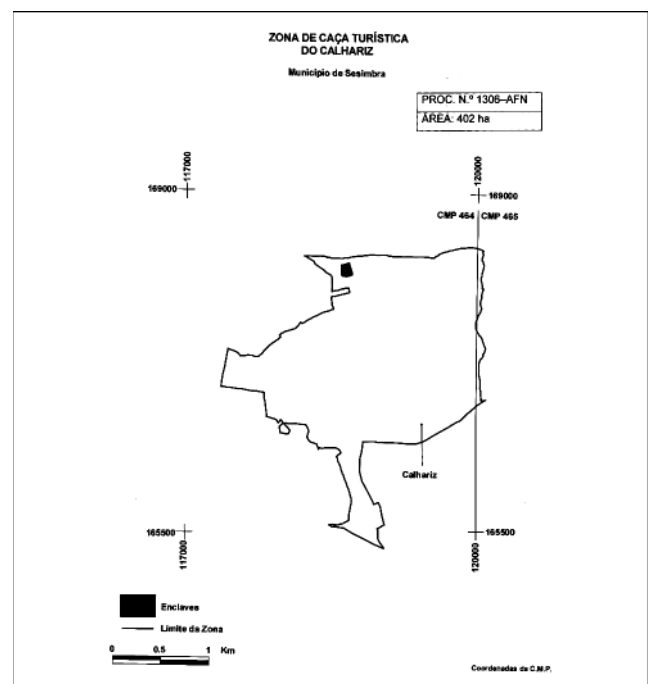 ZONA DE CAÇA TURÍSTICA
DO CALHARIZ
Município de Sesimbra
PROC. N.º 1306–AFN
ÁREA: 402 ha
117000
120000
169000
169000
CMP 464
CMP 465
Calhariz
165500
165500
117000
120000
Enclaves
Limite da Zona
0 0.5 1 Km
Coordenadas da C.M.P.